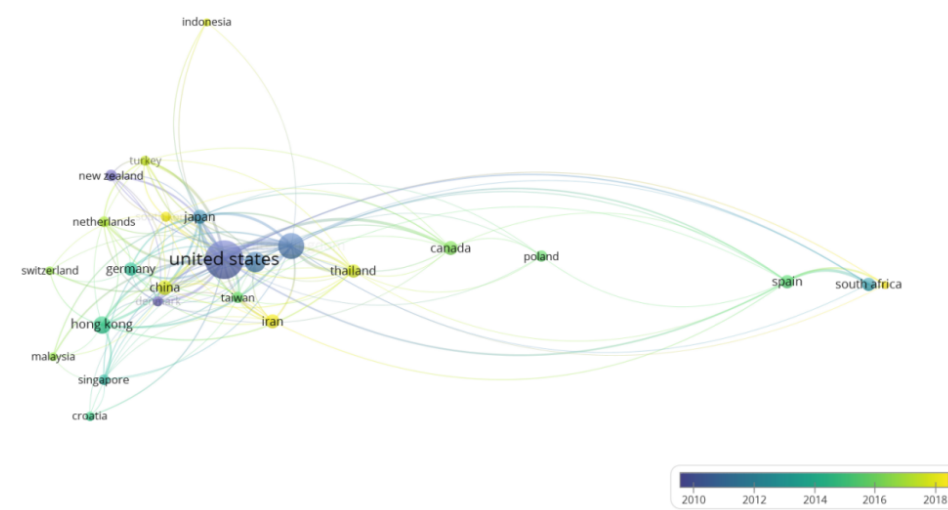 indonesia
turkey
new zealand
netherlands
japan
canada
poland
united states
switzerland
germany
thailand
spain
south africa
china
taiwan
denmark
hong kong
iran
malaysia
singapore
croatia
2010 2012 2014 2016 2018